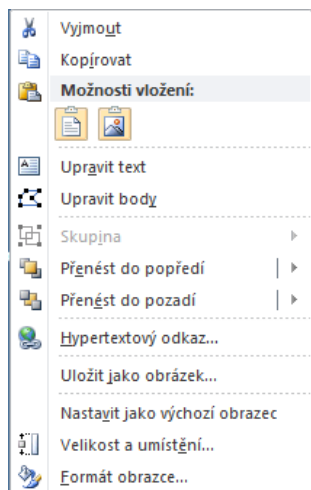 Vyjmout
Kopírovat
Možnosti vložení:
Upravit text
Upravit body
Skupina
Přenést do popředí
Přenést do pozadí
Hypertextový odkaz...
Uložit jako obrázek...
Nastavit jako výchozí obrazec
Velikost a umístění...
Formát obrazce...